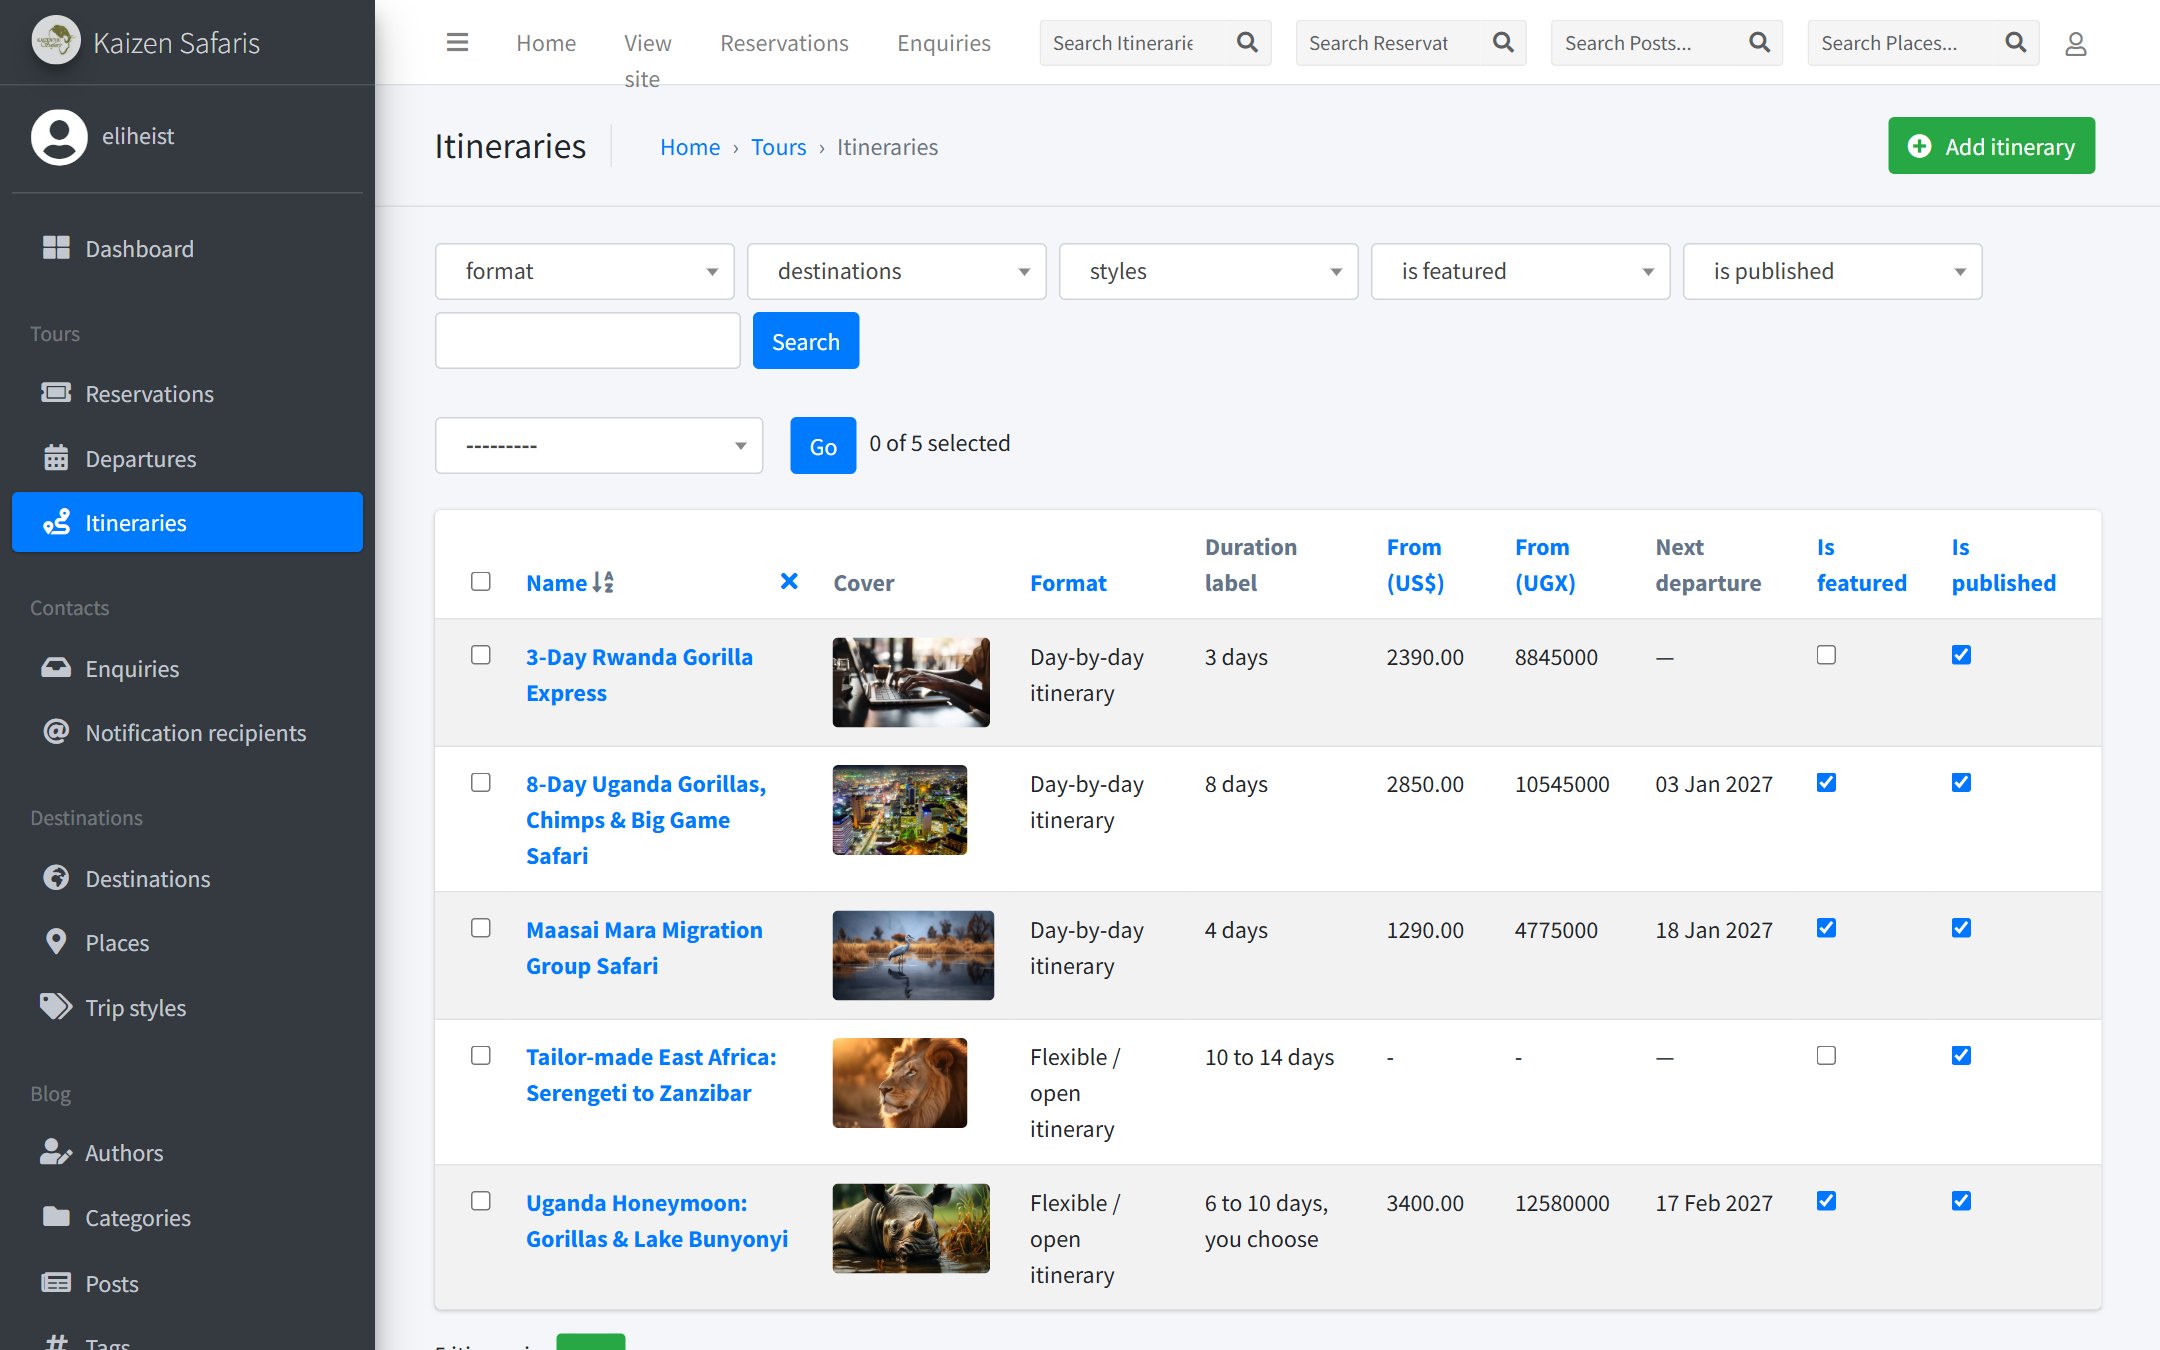 Kaizen Safaris
Home
View site
Reservations
Enquiries
Search Itinerarie
Search Reservat
Search Posts...
Search Places...
eliheist
Itineraries
Home › Tours › Itineraries
Add itinerary
Dashboard
Tours
Reservations
Departures
Itineraries
Contacts
Enquiries
Notification recipients
Destinations
Destinations
Places
Trip styles
Blog
Authors
Categories
Posts
Tags
format
destinations
styles
is featured
is published
Search
---------
Go
0 of 5 selected
Name
Cover
Format
Duration label
From (US$)
From (UGX)
Next departure
Is featured
Is published
3-Day Rwanda Gorilla Express
Day-by-day itinerary
3 days
2390.00
8845000
—
8-Day Uganda Gorillas, Chimps & Big Game Safari
Day-by-day itinerary
8 days
2850.00
10545000
03 Jan 2027
Maasai Mara Migration Group Safari
Day-by-day itinerary
4 days
1290.00
4775000
18 Jan 2027
Tailor-made East Africa: Serengeti to Zanzibar
Flexible / open itinerary
10 to 14 days
-
-
—
Uganda Honeymoon: Gorillas & Lake Bunyonyi
Flexible / open itinerary
6 to 10 days, you choose
3400.00
12580000
17 Feb 2027